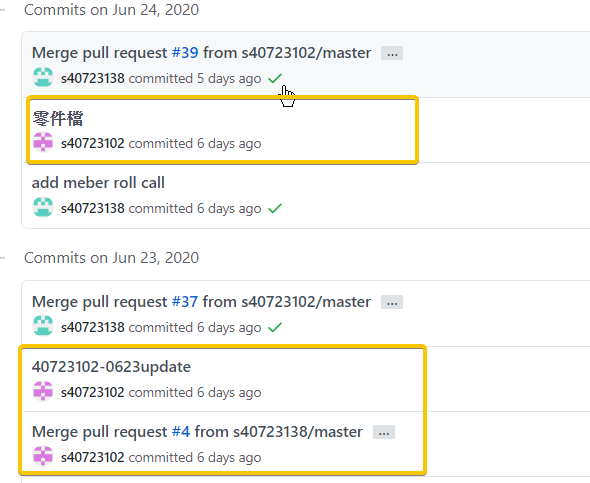 Commits on Jun 24, 2020
Merge pull request #39 from s40723102/master ...
s40723138 committed 5 days ago
零件檔
s40723102 committed 6 days ago
add meber roll call
s40723138 committed 6 days ago
Commits on Jun 23, 2020
Merge pull request #37 from s40723102/master ...
s40723138 committed 6 days ago
40723102-0623update
s40723102 committed 6 days ago
Merge pull request #4 from s40723138/master ...
s40723102 committed 6 days ago